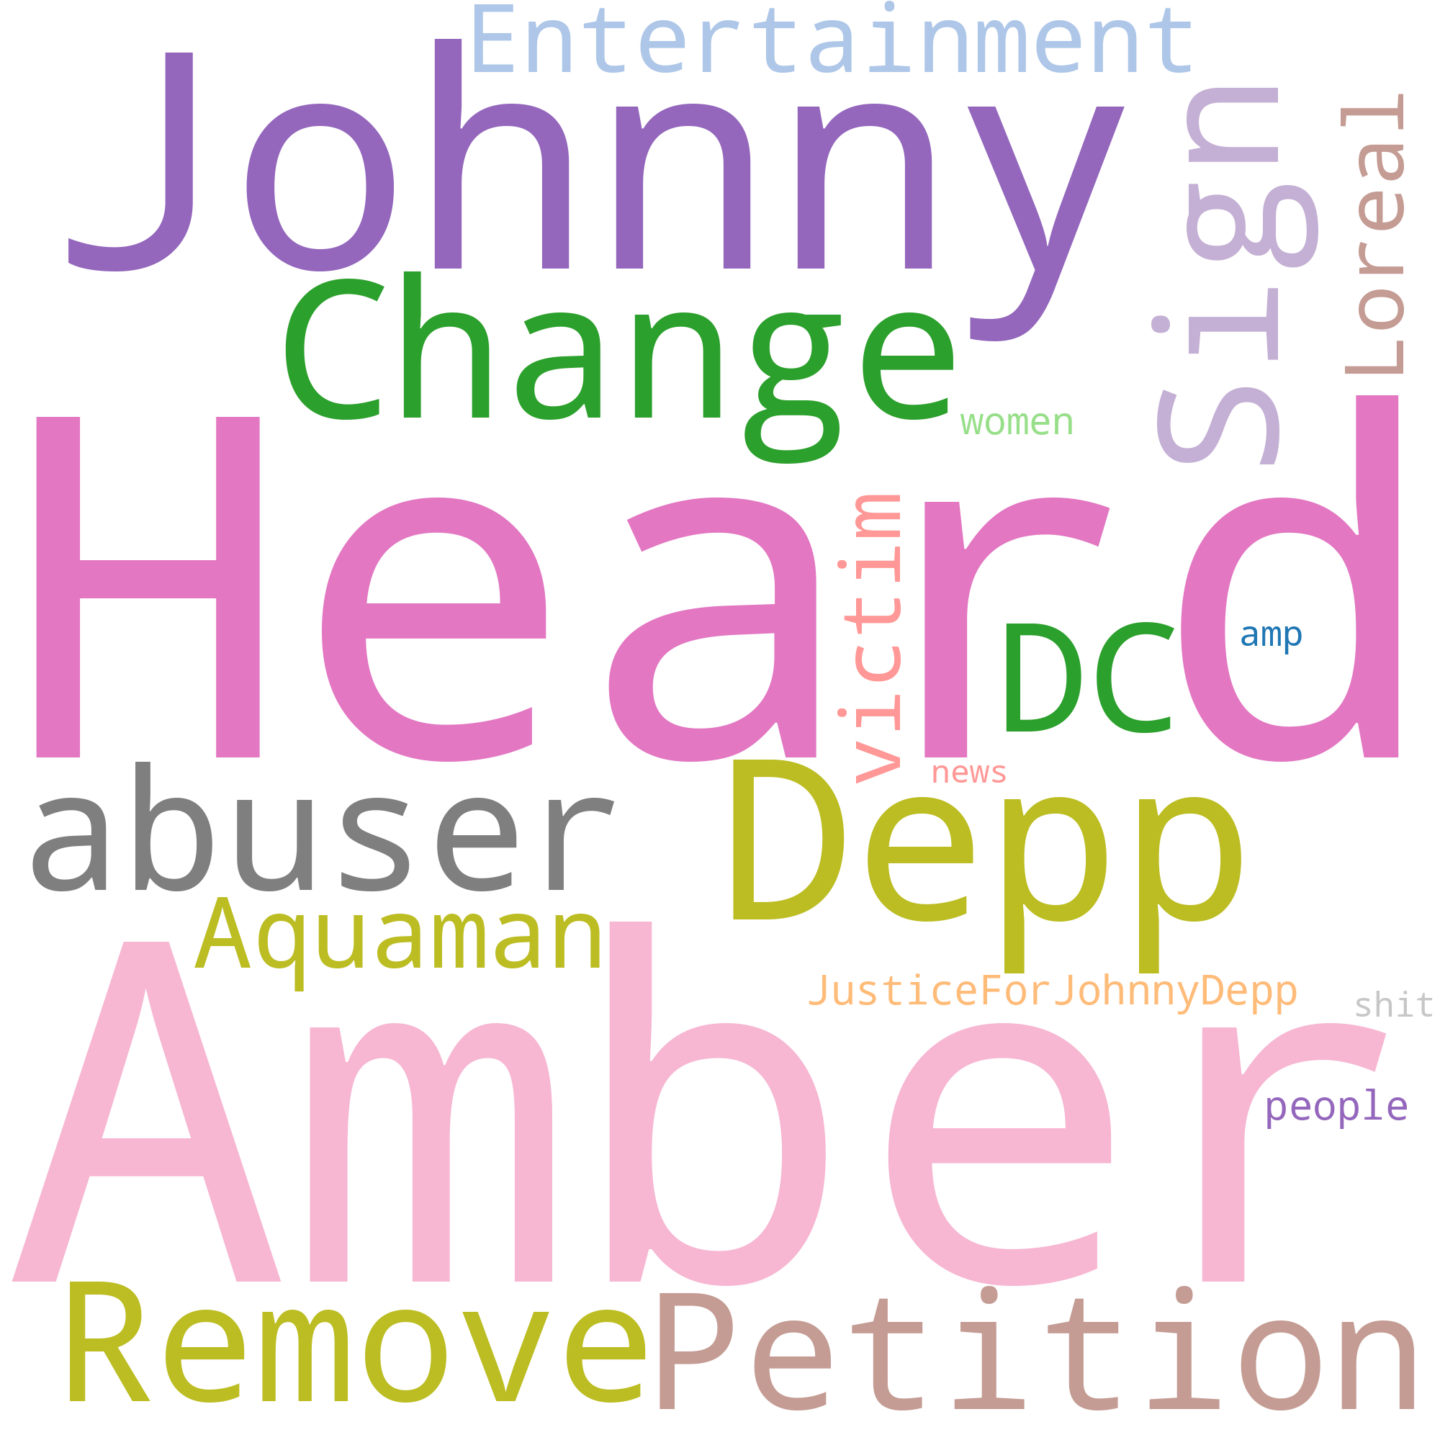 Entertainment
Johnny
Sign
Loreal
Change
women
Heard
victim
DC
amp
news
abuser
Depp
Aquaman
Amber
JusticeForJohnnyDepp
shit
people
Remove
Petition